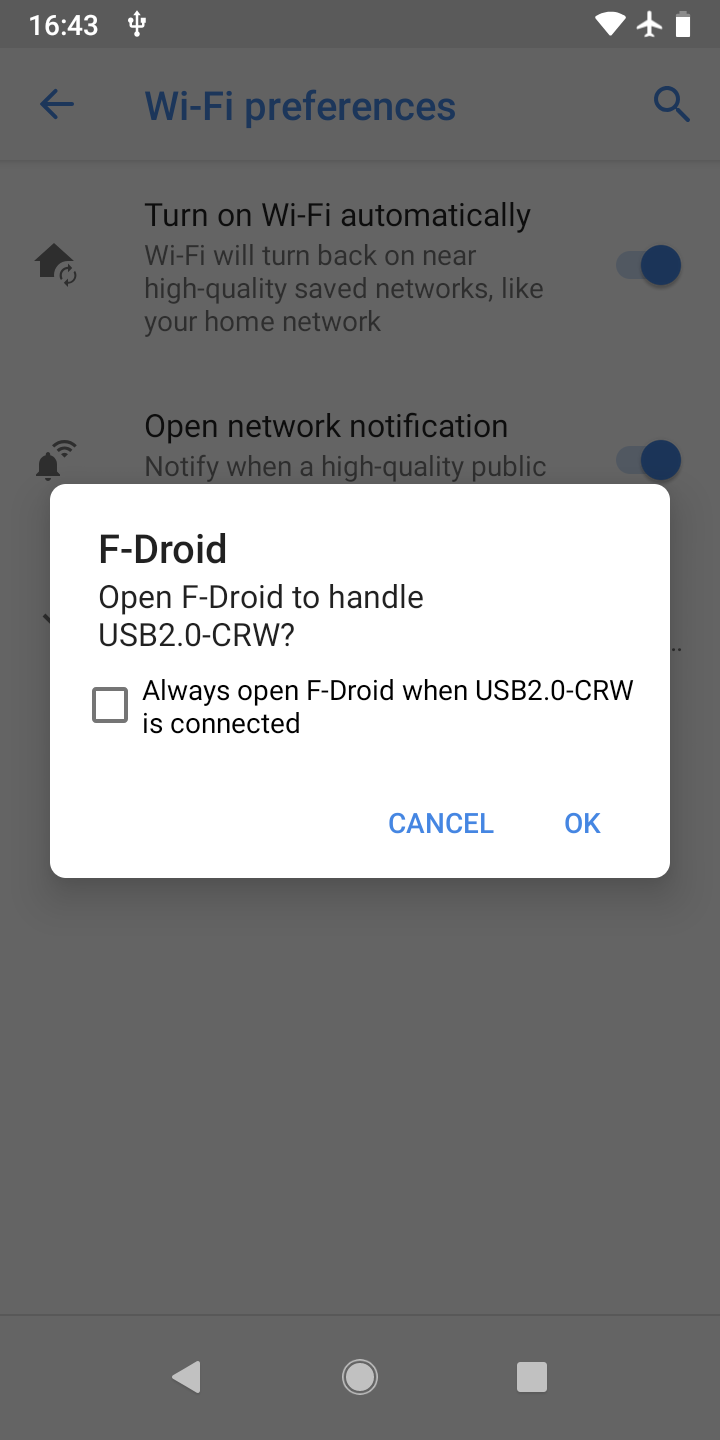 16:43
Wi-Fi preferences
Turn on Wi-Fi automatically
Wi-Fi will turn back on near
high-quality saved networks, like
your home network
Open network notification
Notify when a high-quality public
F-Droid
Open F-Droid to handle
USB2.0-CRW?
Always open F-Droid when USB2.0-CRW
is connected
CANCEL OK